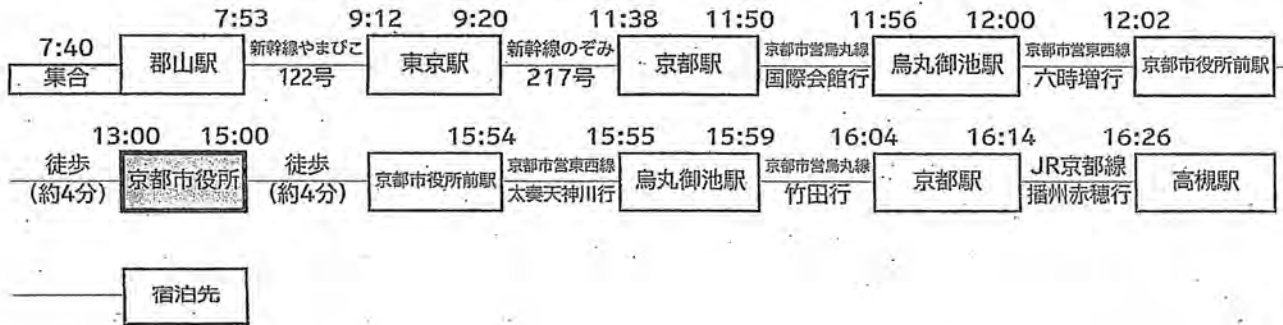 7:53 9:12 9:20 11:38 11:50 11:56 12:00 12:02
7:40 郡山駅 新幹線やまびこ 東京駅 新幹線のぞみ 京都駅 京都市営烏丸線 烏丸御池駅 京都市営東西線 京都市役所前駅
集合 122号 217号 国際会館行 六時増行
13:00 15:00 15:54 15:55 15:59 16:04 16:14 16:26
徒歩 京都市役所 徒歩 京都市役所前駅 京都市営東西線 烏丸御池駅 京都市営烏丸線 京都駅 JR京都線 高槻駅
(約4分) (約4分) 太秦天神川行 竹田行 播州赤穂行
宿泊先